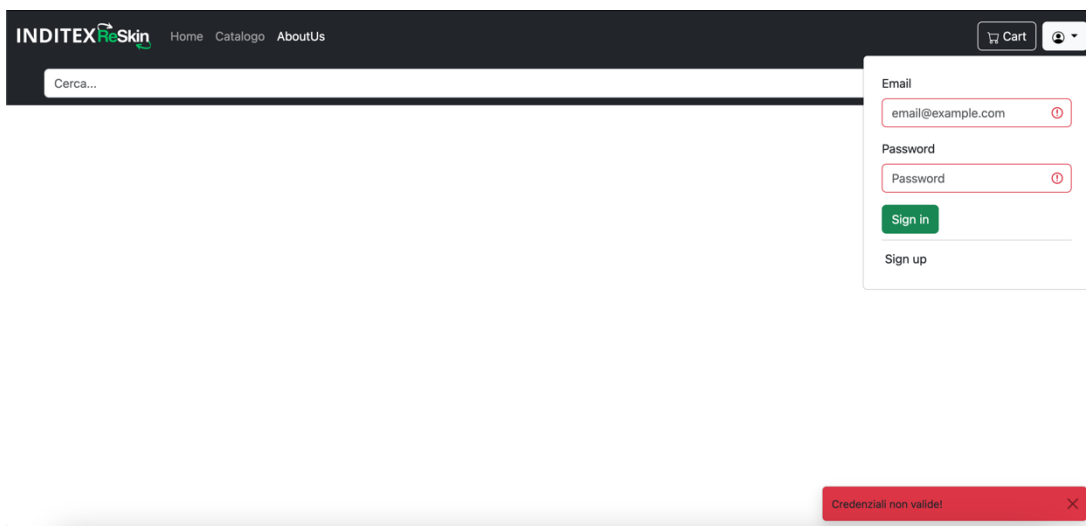 INDITEX ReSkin Home Catalogo AboutUs Cart
Cerca...
Email
email@example.com
Password
Password
Sign in
Sign up
Credenziali non valide!